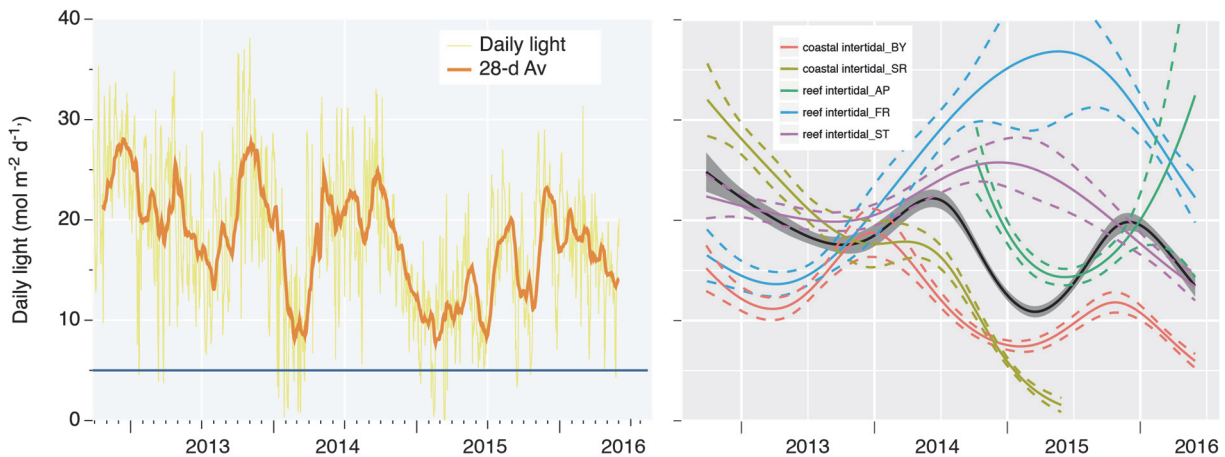 40
30
20
10
0
Daily light (mol m-2 d-1)
Daily light
28-d Av
2013
2014
2015
2016
coastal intertidal_BY
coastal intertidal_SR
reef intertidal_AP
reef intertidal_FR
reef intertidal_ST
2013
2014
2015
2016